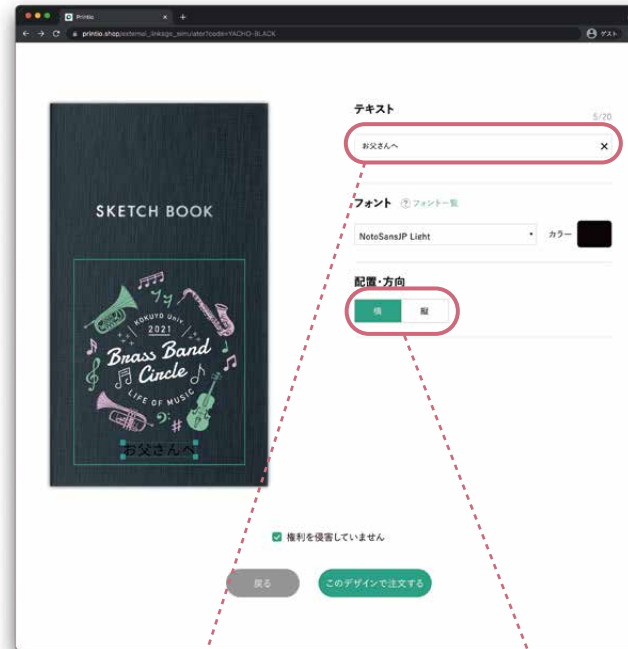 Printio
printio.shop/external_links/go_simulator?code=YACHO-BLACK
ゲスト
テキスト
5/20
お父さんへ
フォント
フォント一覧
NotoSansJP Light
カラー
配置・方向
横
縦
SKETCH BOOK
KOKUYO Univ.
2021
Brass Band
Circle
LIFE OF MUSIC
お父さんへ
権利を侵害していません
戻る
このデザインで注文する